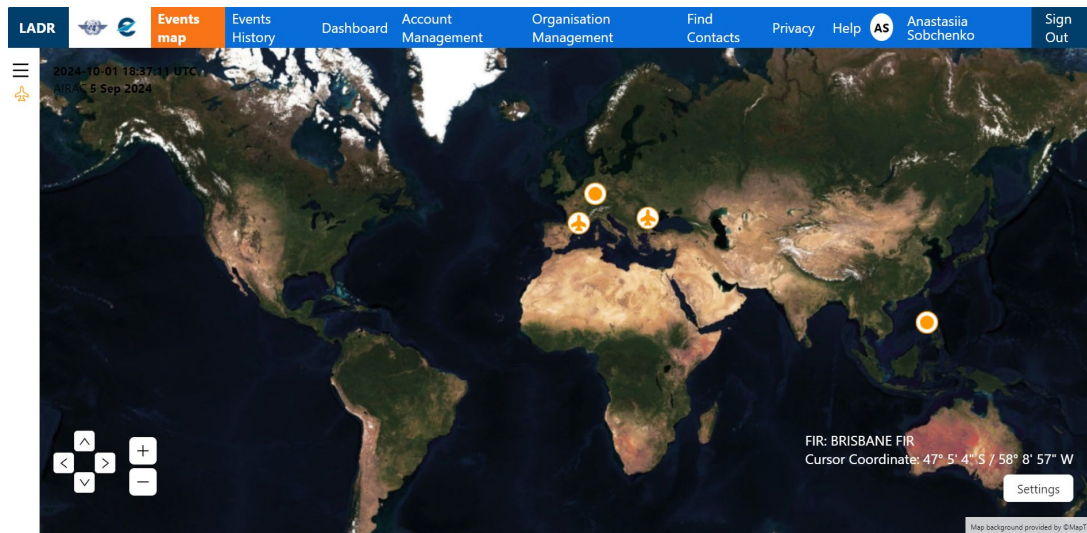 LADR
Events map
Events History
Dashboard
Account Management
Organisation Management
Find Contacts
Privacy
Help
AS
Anastasiia Sobchenko
Sign Out
2024-10-01 18:37:11 UTC
AIRAC 5 Sep 2024
FIR: BRISBANE FIR
Cursor Coordinate: 47° 5' 4" S / 58° 8' 57" W
Settings
Map background provided by ©MapT